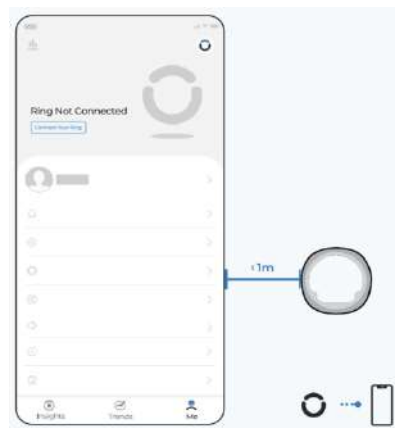 Ring Not Connected
Connect Your Ring
<1m
Insights
Trends
Me